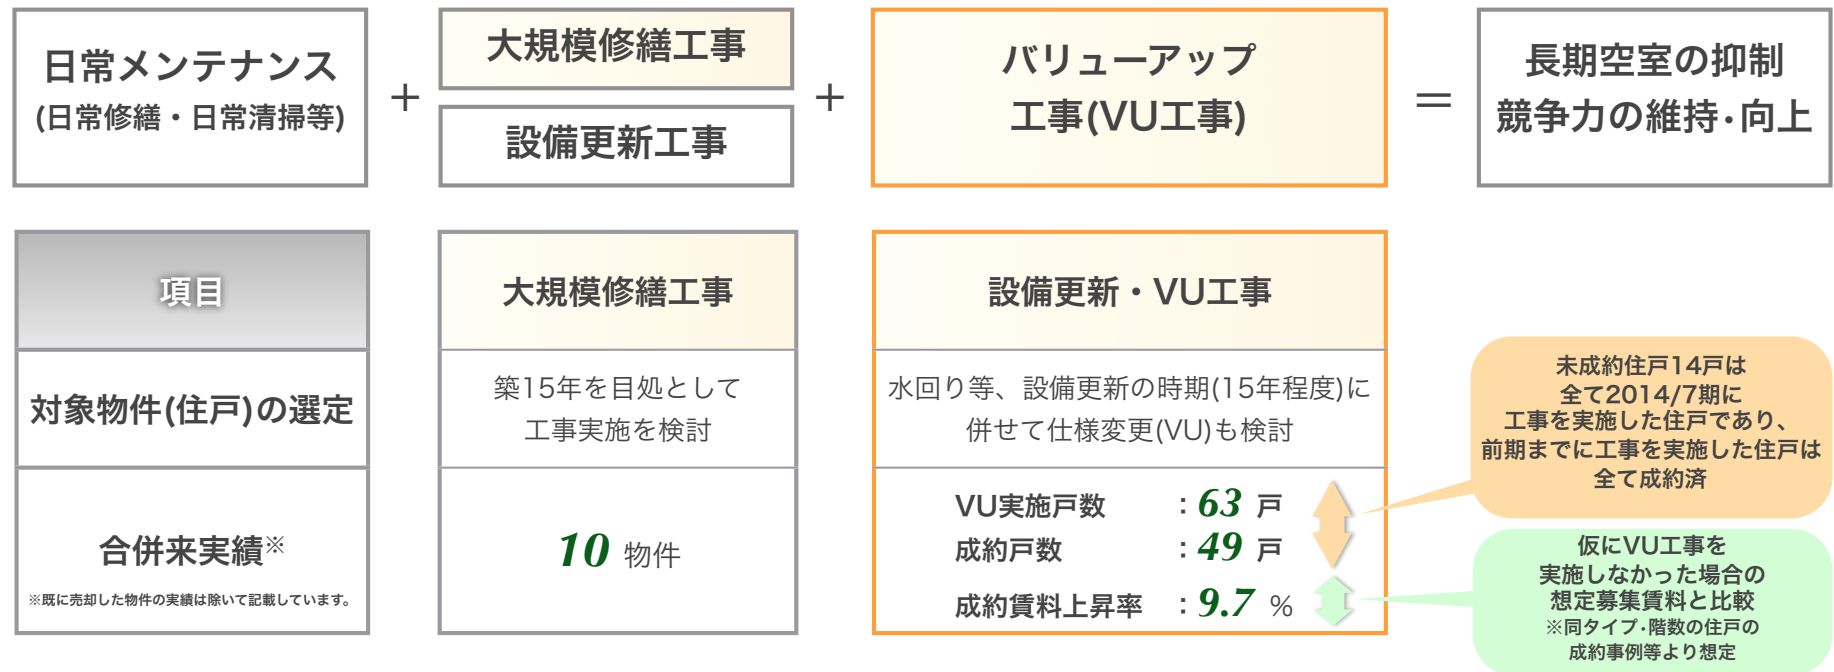 日常メンテナンス
(日常修繕・日常清掃等)
+
大規模修繕工事
設備更新工事
+
バリューアップ
工事(VU工事)
=
長期空室の抑制
競争力の維持・向上
項目
大規模修繕工事
設備更新・VU工事
対象物件(住戸)の選定
築15年を目処として
工事実施を検討
水回り等、設備更新の時期(15年程度)に
併せて仕様変更(VU)も検討
合併来実績※
※既に売却した物件の実績は除いて記載しています。
10 物件
VU実施戸数 : 63 戸
成約戸数 : 49 戸
成約賃料上昇率 : 9.7 %
未成約住戸14戸は
全て2014/7期に
工事を実施した住戸であり、
前期までに工事を実施した住戸は
全て成約済
仮にVU工事を
実施しなかった場合の
想定募集賃料と比較
※同タイプ・階数の住戸の
成約事例等より想定